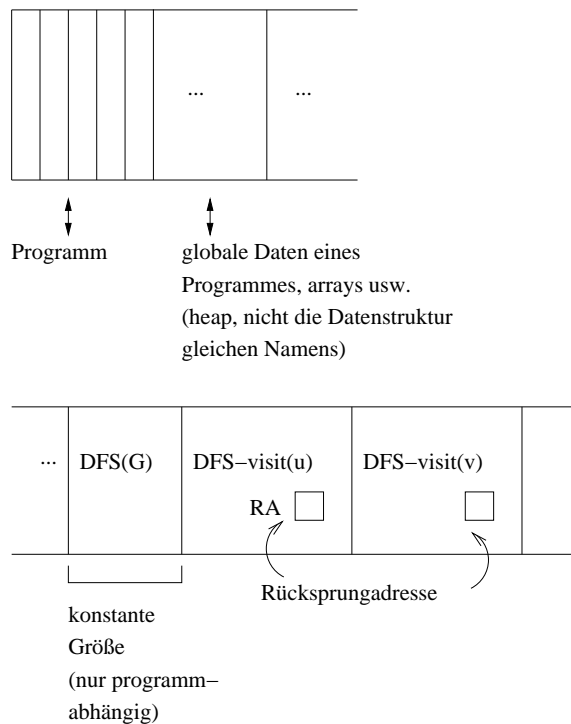 ... ...
Programm
globale Daten eines
Programmes, arrays usw.
(heap, nicht die Datenstruktur
gleichen Namens)
... DFS(G) DFS−visit(u) DFS−visit(v)
RA
Rücksprungadresse
konstante
Größe
(nur programm−
abhängig)